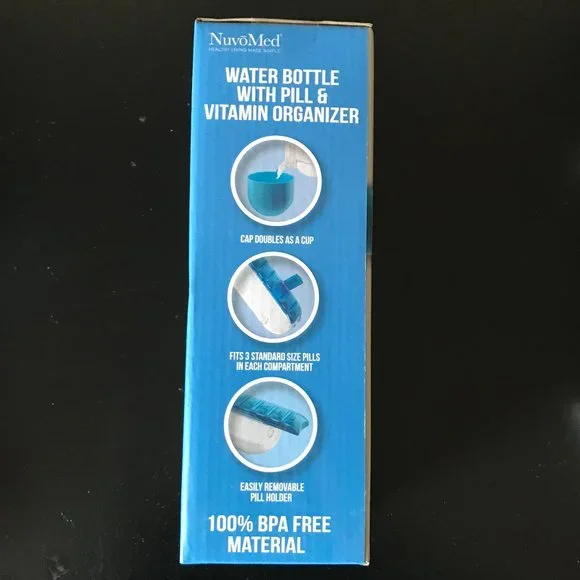 NuvōMed
HEALTHY LIVING MADE SIMPLE
WATER BOTTLE
WITH PILL &
VITAMIN ORGANIZER
CAP DOUBLES AS A CUP
FITS 3 STANDARD SIZE PILLS
IN EACH COMPARTMENT
EASILY REMOVABLE
PILL HOLDER
100% BPA FREE
MATERIAL